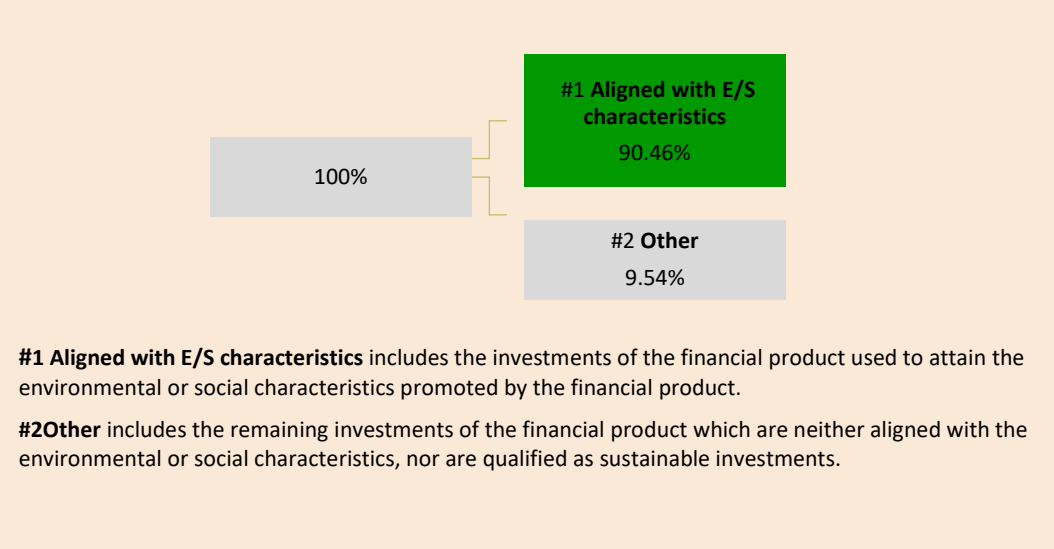 #1 Aligned with E/S
characteristics
90.46%
100%
#2 Other
9.54%
#1 Aligned with E/S characteristics includes the investments of the financial product used to attain the
environmental or social characteristics promoted by the financial product.
#2Other includes the remaining investments of the financial product which are neither aligned with the
environmental or social characteristics, nor are qualified as sustainable investments.